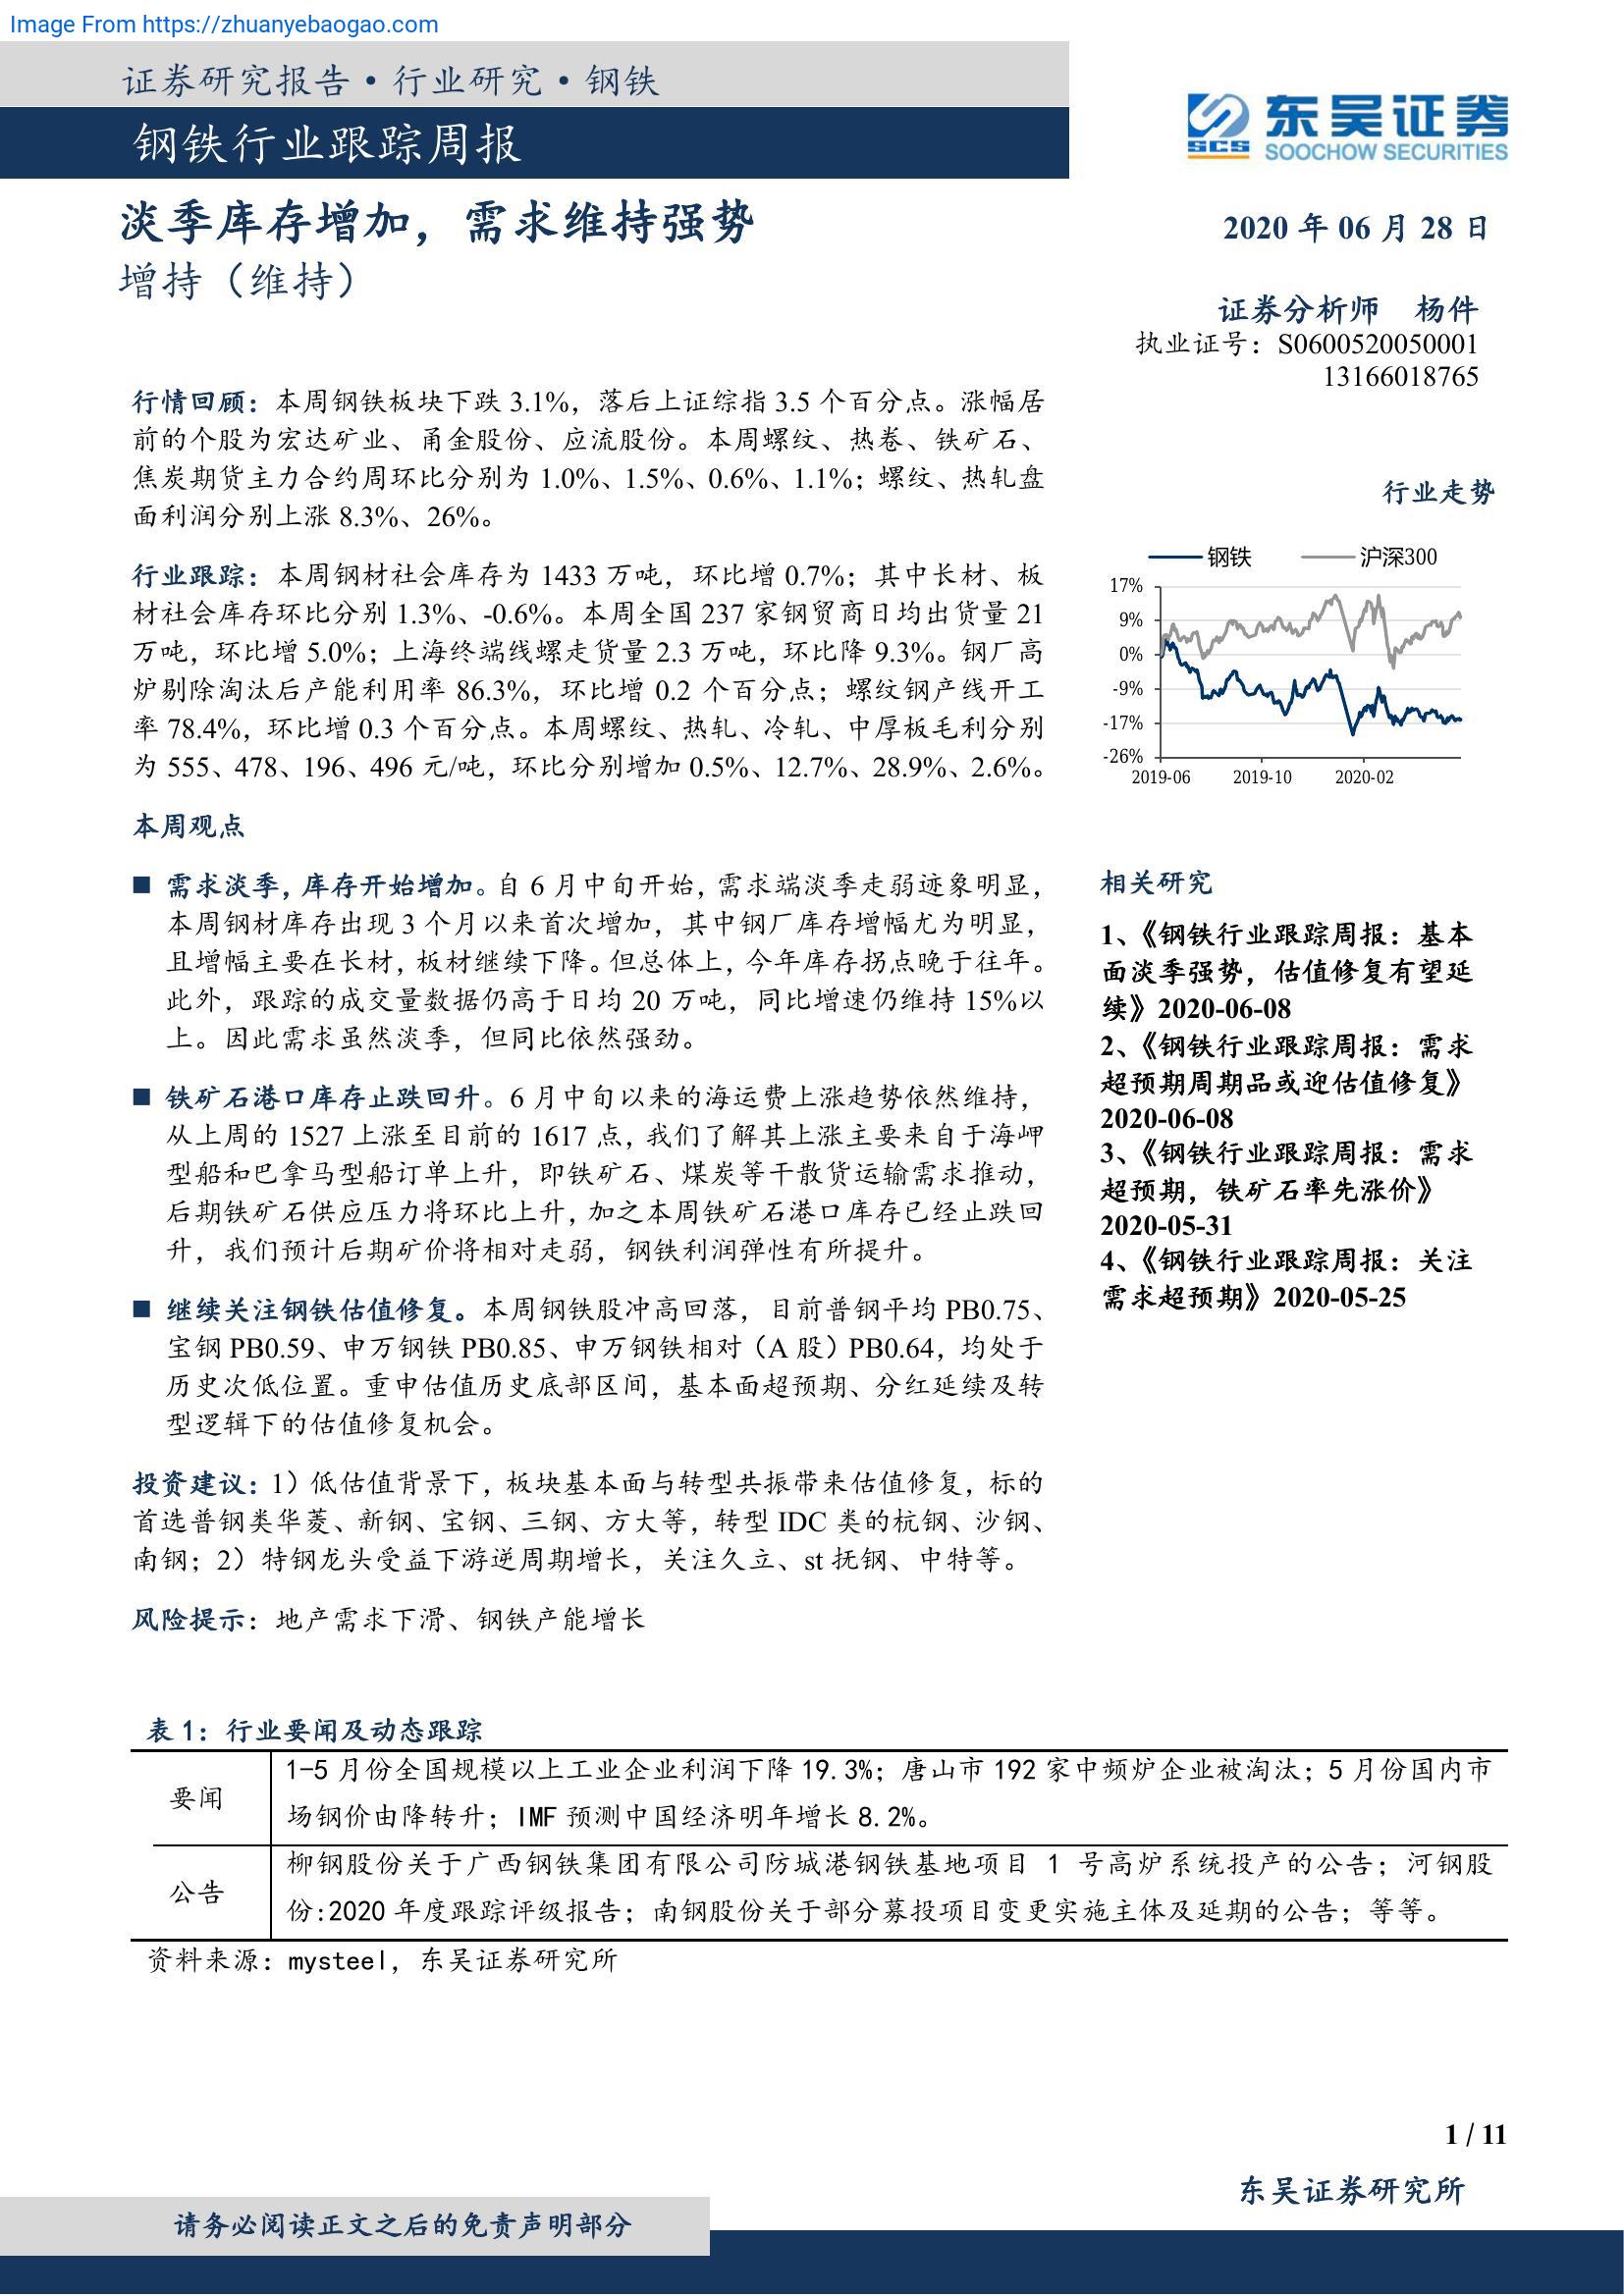 Image From https://zhuanyebaogao.com
证券研究报告·行业研究·钢铁
钢铁行业跟踪周报
东吴证券
SCS
SOOCHOW SECURITIES
淡季库存增加，需求维持强势
增持（维持）
2020 年 06 月 28 日
证券分析师 杨件
执业证号：S0600520050001
13166018765
行情回顾：本周钢铁板块下跌 3.1%，落后上证综指 3.5 个百分点。涨幅居
前的个股为宏达矿业、甬金股份、应流股份。本周螺纹、热卷、铁矿石、
焦炭期货主力合约周环比分别为 1.0%、1.5%、0.6%、1.1%；螺纹、热轧盘
面利润分别上涨 8.3%、26%。
行业跟踪：本周钢材社会库存为 1433 万吨，环比增 0.7%；其中长材、板
材社会库存环比分别 1.3%、-0.6%。本周全国 237 家钢贸商日均出货量 21
万吨，环比增 5.0%；上海终端线螺走货量 2.3 万吨，环比降 9.3%。钢厂高
炉剔除淘汰后产能利用率 86.3%，环比增 0.2 个百分点；螺纹钢产线开工
率 78.4%，环比增 0.3 个百分点。本周螺纹、热轧、冷轧、中厚板毛利分别
为 555、478、196、496 元/吨，环比分别增加 0.5%、12.7%、28.9%、2.6%。
本周观点
■ 需求淡季，库存开始增加。自 6 月中旬开始，需求端淡季走弱迹象明显，
本周钢材库存出现 3 个月以来首次增加，其中钢厂库存增幅尤为明显，
且增幅主要在长材，板材继续下降。但总体上，今年库存拐点晚于往年。
此外，跟踪的成交量数据仍高于日均 20 万吨，同比增速仍维持 15%以
上。因此需求虽然淡季，但同比依然强劲。
■ 铁矿石港口库存止跌回升。6 月中旬以来的海运费上涨趋势依然维持，
从上周的 1527 上涨至目前的 1617 点，我们了解其上涨主要来自于海岬
型船和巴拿马型船订单上升，即铁矿石、煤炭等干散货运输需求推动，
后期铁矿石供应压力将环比上升，加之本周铁矿石港口库存已经止跌回
升，我们预计后期矿价将相对走弱，钢铁利润弹性有所提升。
■ 继续关注钢铁估值修复。本周钢铁股冲高回落，目前普钢平均 PB0.75、
宝钢 PB0.59、申万钢铁 PB0.85、申万钢铁相对（A 股）PB0.64，均处于
历史次低位置。重申估值历史底部区间，基本面超预期、分红延续及转
型逻辑下的估值修复机会。
投资建议：1）低估值背景下，板块基本面与转型共振带来估值修复，标的
首选普钢类华菱、新钢、宝钢、三钢、方大等，转型 IDC 类的杭钢、沙钢、
南钢；2）特钢龙头受益下游逆周期增长，关注久立、st 抚钢、中特等。
风险提示：地产需求下滑、钢铁产能增长
行业走势
钢铁 沪深300
17%
9%
0%
-9%
-17%
-26%
2019-06 2019-10 2020-02
相关研究
1、《钢铁行业跟踪周报：基本
面淡季强势，估值修复有望延
续》2020-06-08
2、《钢铁行业跟踪周报：需求
超预期周期品或迎估值修复》
2020-06-08
3、《钢铁行业跟踪周报：需求
超预期，铁矿石率先涨价》
2020-05-31
4、《钢铁行业跟踪周报：关注
需求超预期》2020-05-25
表 1：行业要闻及动态跟踪
要闻
1-5 月份全国规模以上工业企业利润下降 19.3%；唐山市 192 家中频炉企业被淘汰；5 月份国内市
场钢价由降转升；IMF 预测中国经济明年增长 8.2%。
公告
柳钢股份关于广西钢铁集团有限公司防城港钢铁基地项目 1 号高炉系统投产的公告；河钢股
份:2020 年度跟踪评级报告；南钢股份关于部分募投项目变更实施主体及延期的公告；等等。
资料来源：mysteel，东吴证券研究所
1 / 11
东吴证券研究所
请务必阅读正文之后的免责声明部分